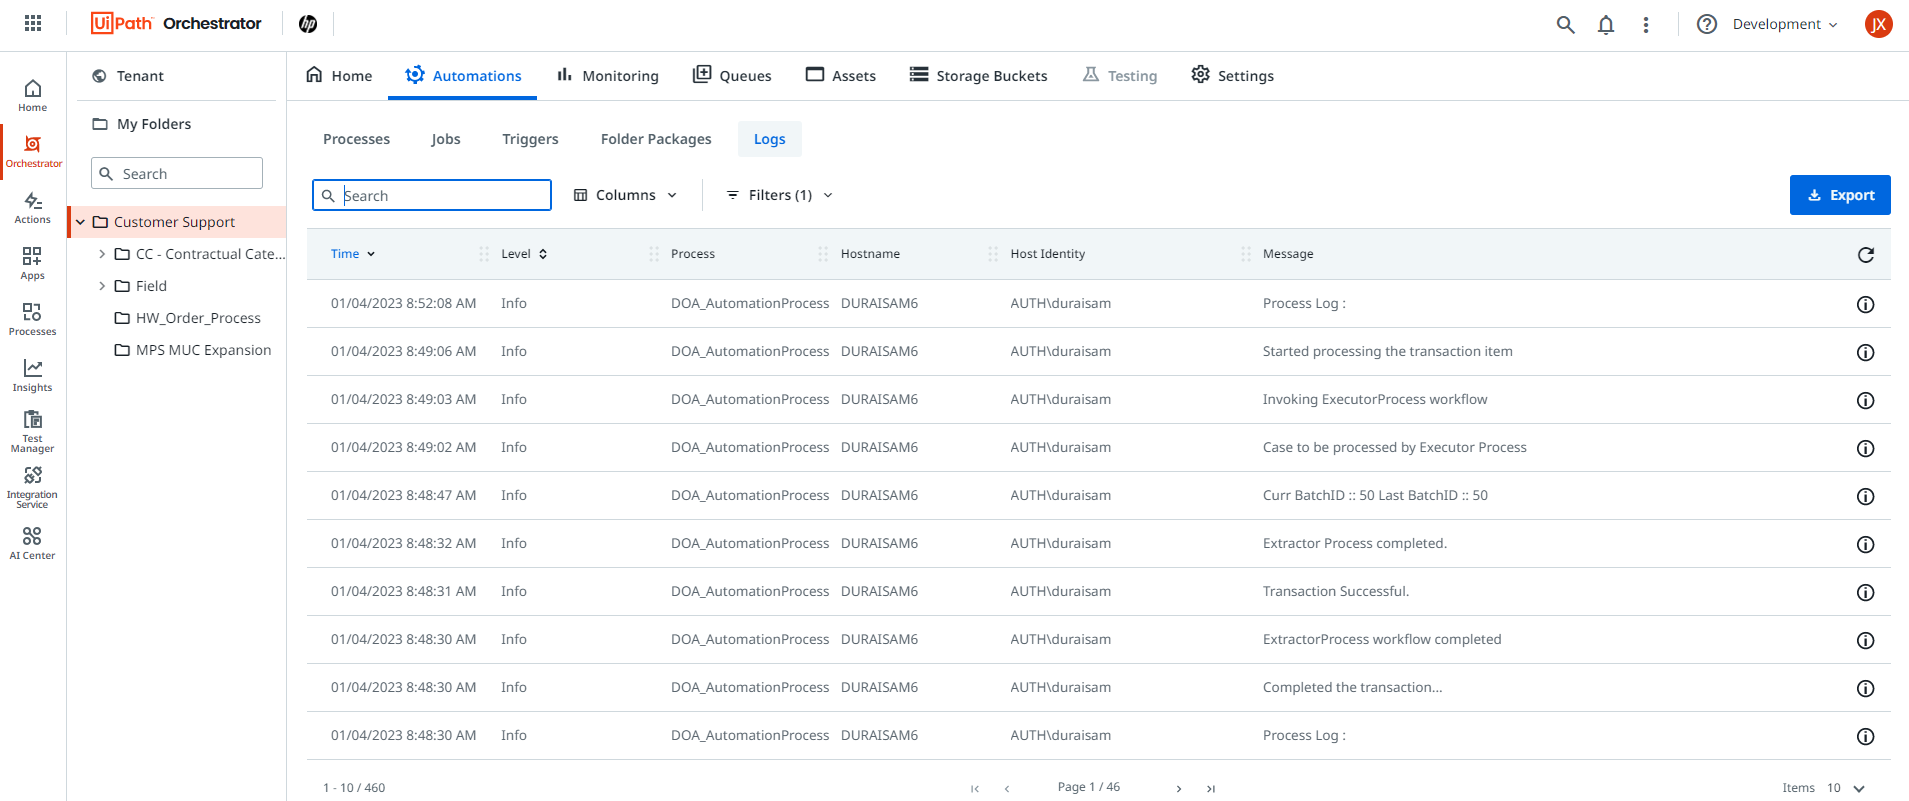 UiPath Orchestrator hp Development JX
Tenant
My Folders
Search
Customer Support
CC - Contractual Cate...
Field
HW_Order_Process
MPS MUC Expansion
Home
Orchestrator
Actions
Apps
Processes
Insights
Test
Manager
Integration
Service
AI Center
Home Automations Monitoring Queues Assets Storage Buckets Testing Settings
Processes Jobs Triggers Folder Packages Logs
Search Columns Filters (1) Export
Time Level Process Hostname Host Identity Message
01/04/2023 8:52:08 AM Info DOA_AutomationProcess DURAISAM6 AUTH\duraisam Process Log :
01/04/2023 8:49:06 AM Info DOA_AutomationProcess DURAISAM6 AUTH\duraisam Started processing the transaction item
01/04/2023 8:49:03 AM Info DOA_AutomationProcess DURAISAM6 AUTH\duraisam Invoking ExecutorProcess workflow
01/04/2023 8:49:02 AM Info DOA_AutomationProcess DURAISAM6 AUTH\duraisam Case to be processed by Executor Process
01/04/2023 8:48:47 AM Info DOA_AutomationProcess DURAISAM6 AUTH\duraisam Curr BatchID :: 50 Last BatchID :: 50
01/04/2023 8:48:32 AM Info DOA_AutomationProcess DURAISAM6 AUTH\duraisam Extractor Process completed.
01/04/2023 8:48:31 AM Info DOA_AutomationProcess DURAISAM6 AUTH\duraisam Transaction Successful.
01/04/2023 8:48:30 AM Info DOA_AutomationProcess DURAISAM6 AUTH\duraisam ExtractorProcess workflow completed
01/04/2023 8:48:30 AM Info DOA_AutomationProcess DURAISAM6 AUTH\duraisam Completed the transaction...
01/04/2023 8:48:30 AM Info DOA_AutomationProcess DURAISAM6 AUTH\duraisam Process Log :
1 - 10 / 460 Page 1 / 46 Items 10